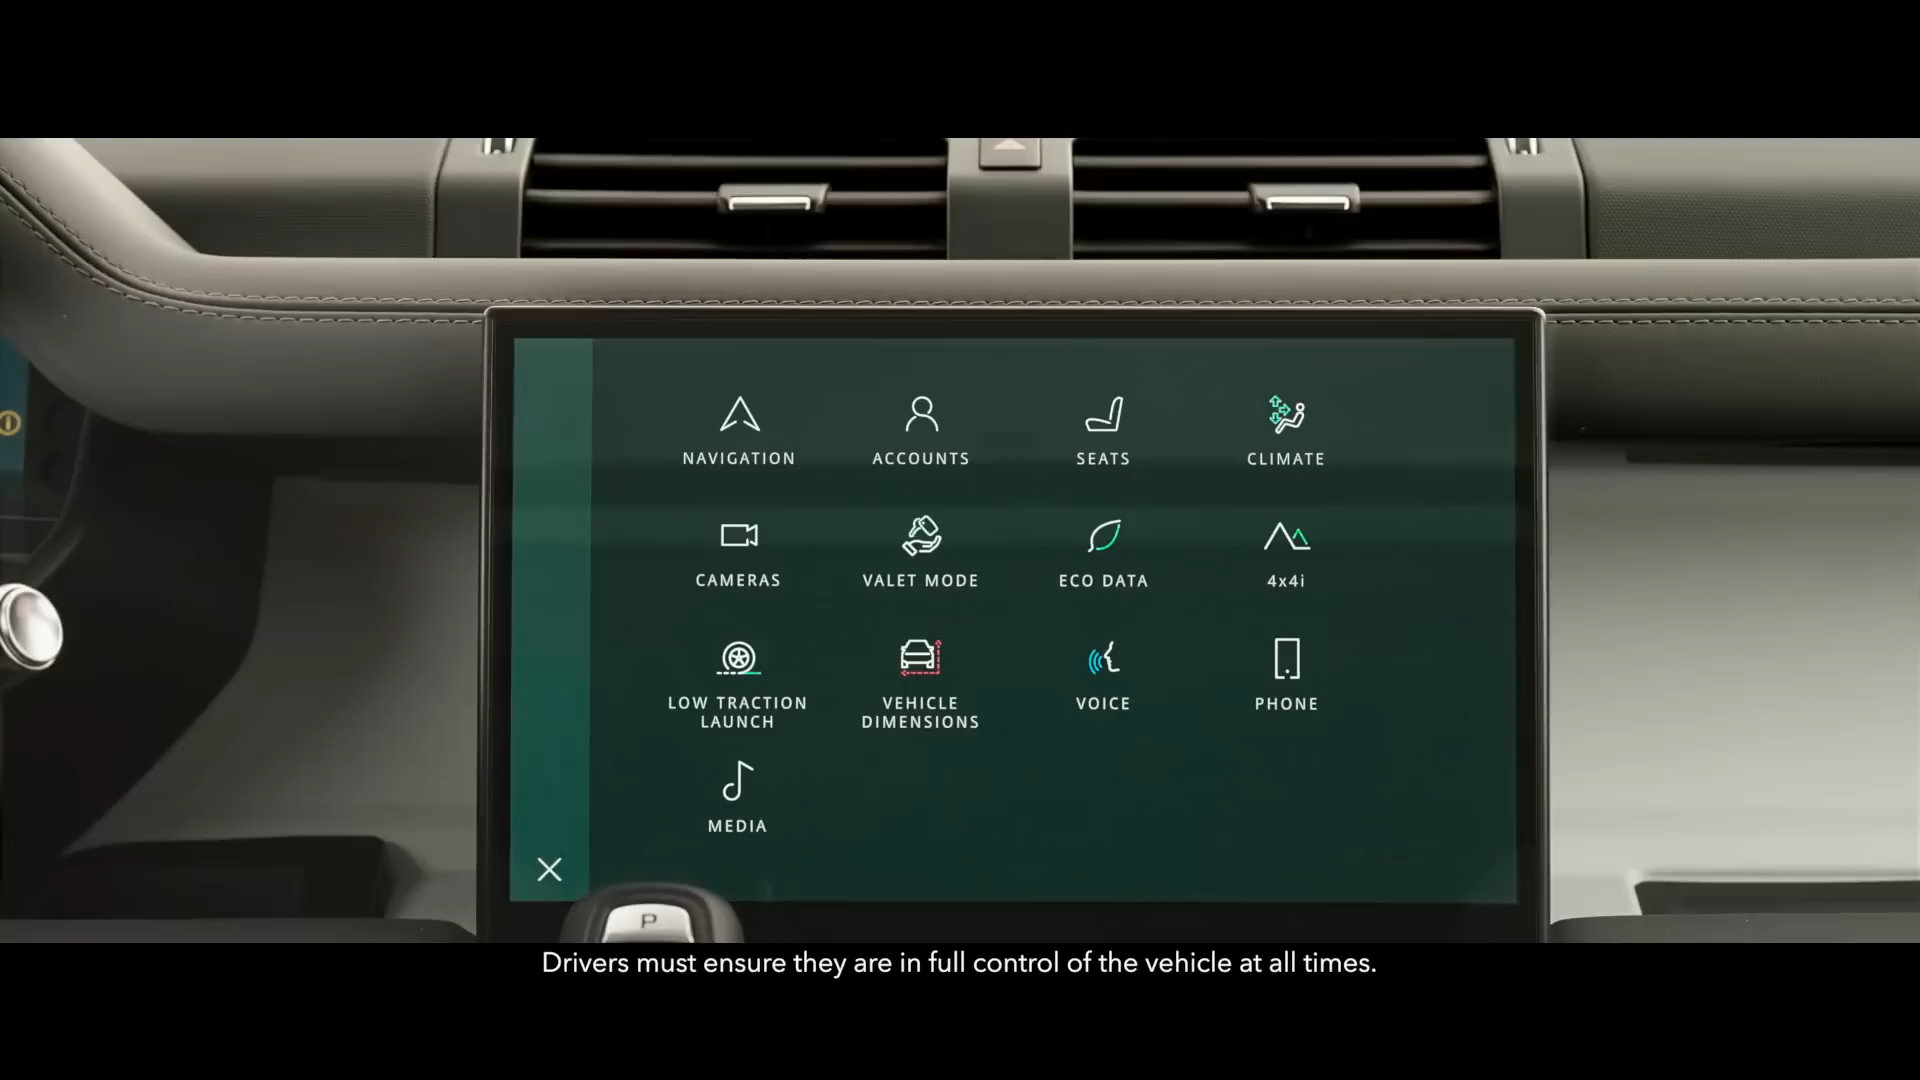 NAVIGATION
ACCOUNTS
SEATS
CLIMATE
CAMERAS
VALET MODE
ECO DATA
4x4i
LOW TRACTION
LAUNCH
VEHICLE
DIMENSIONS
VOICE
PHONE
MEDIA
P
Drivers must ensure they are in full control of the vehicle at all times.